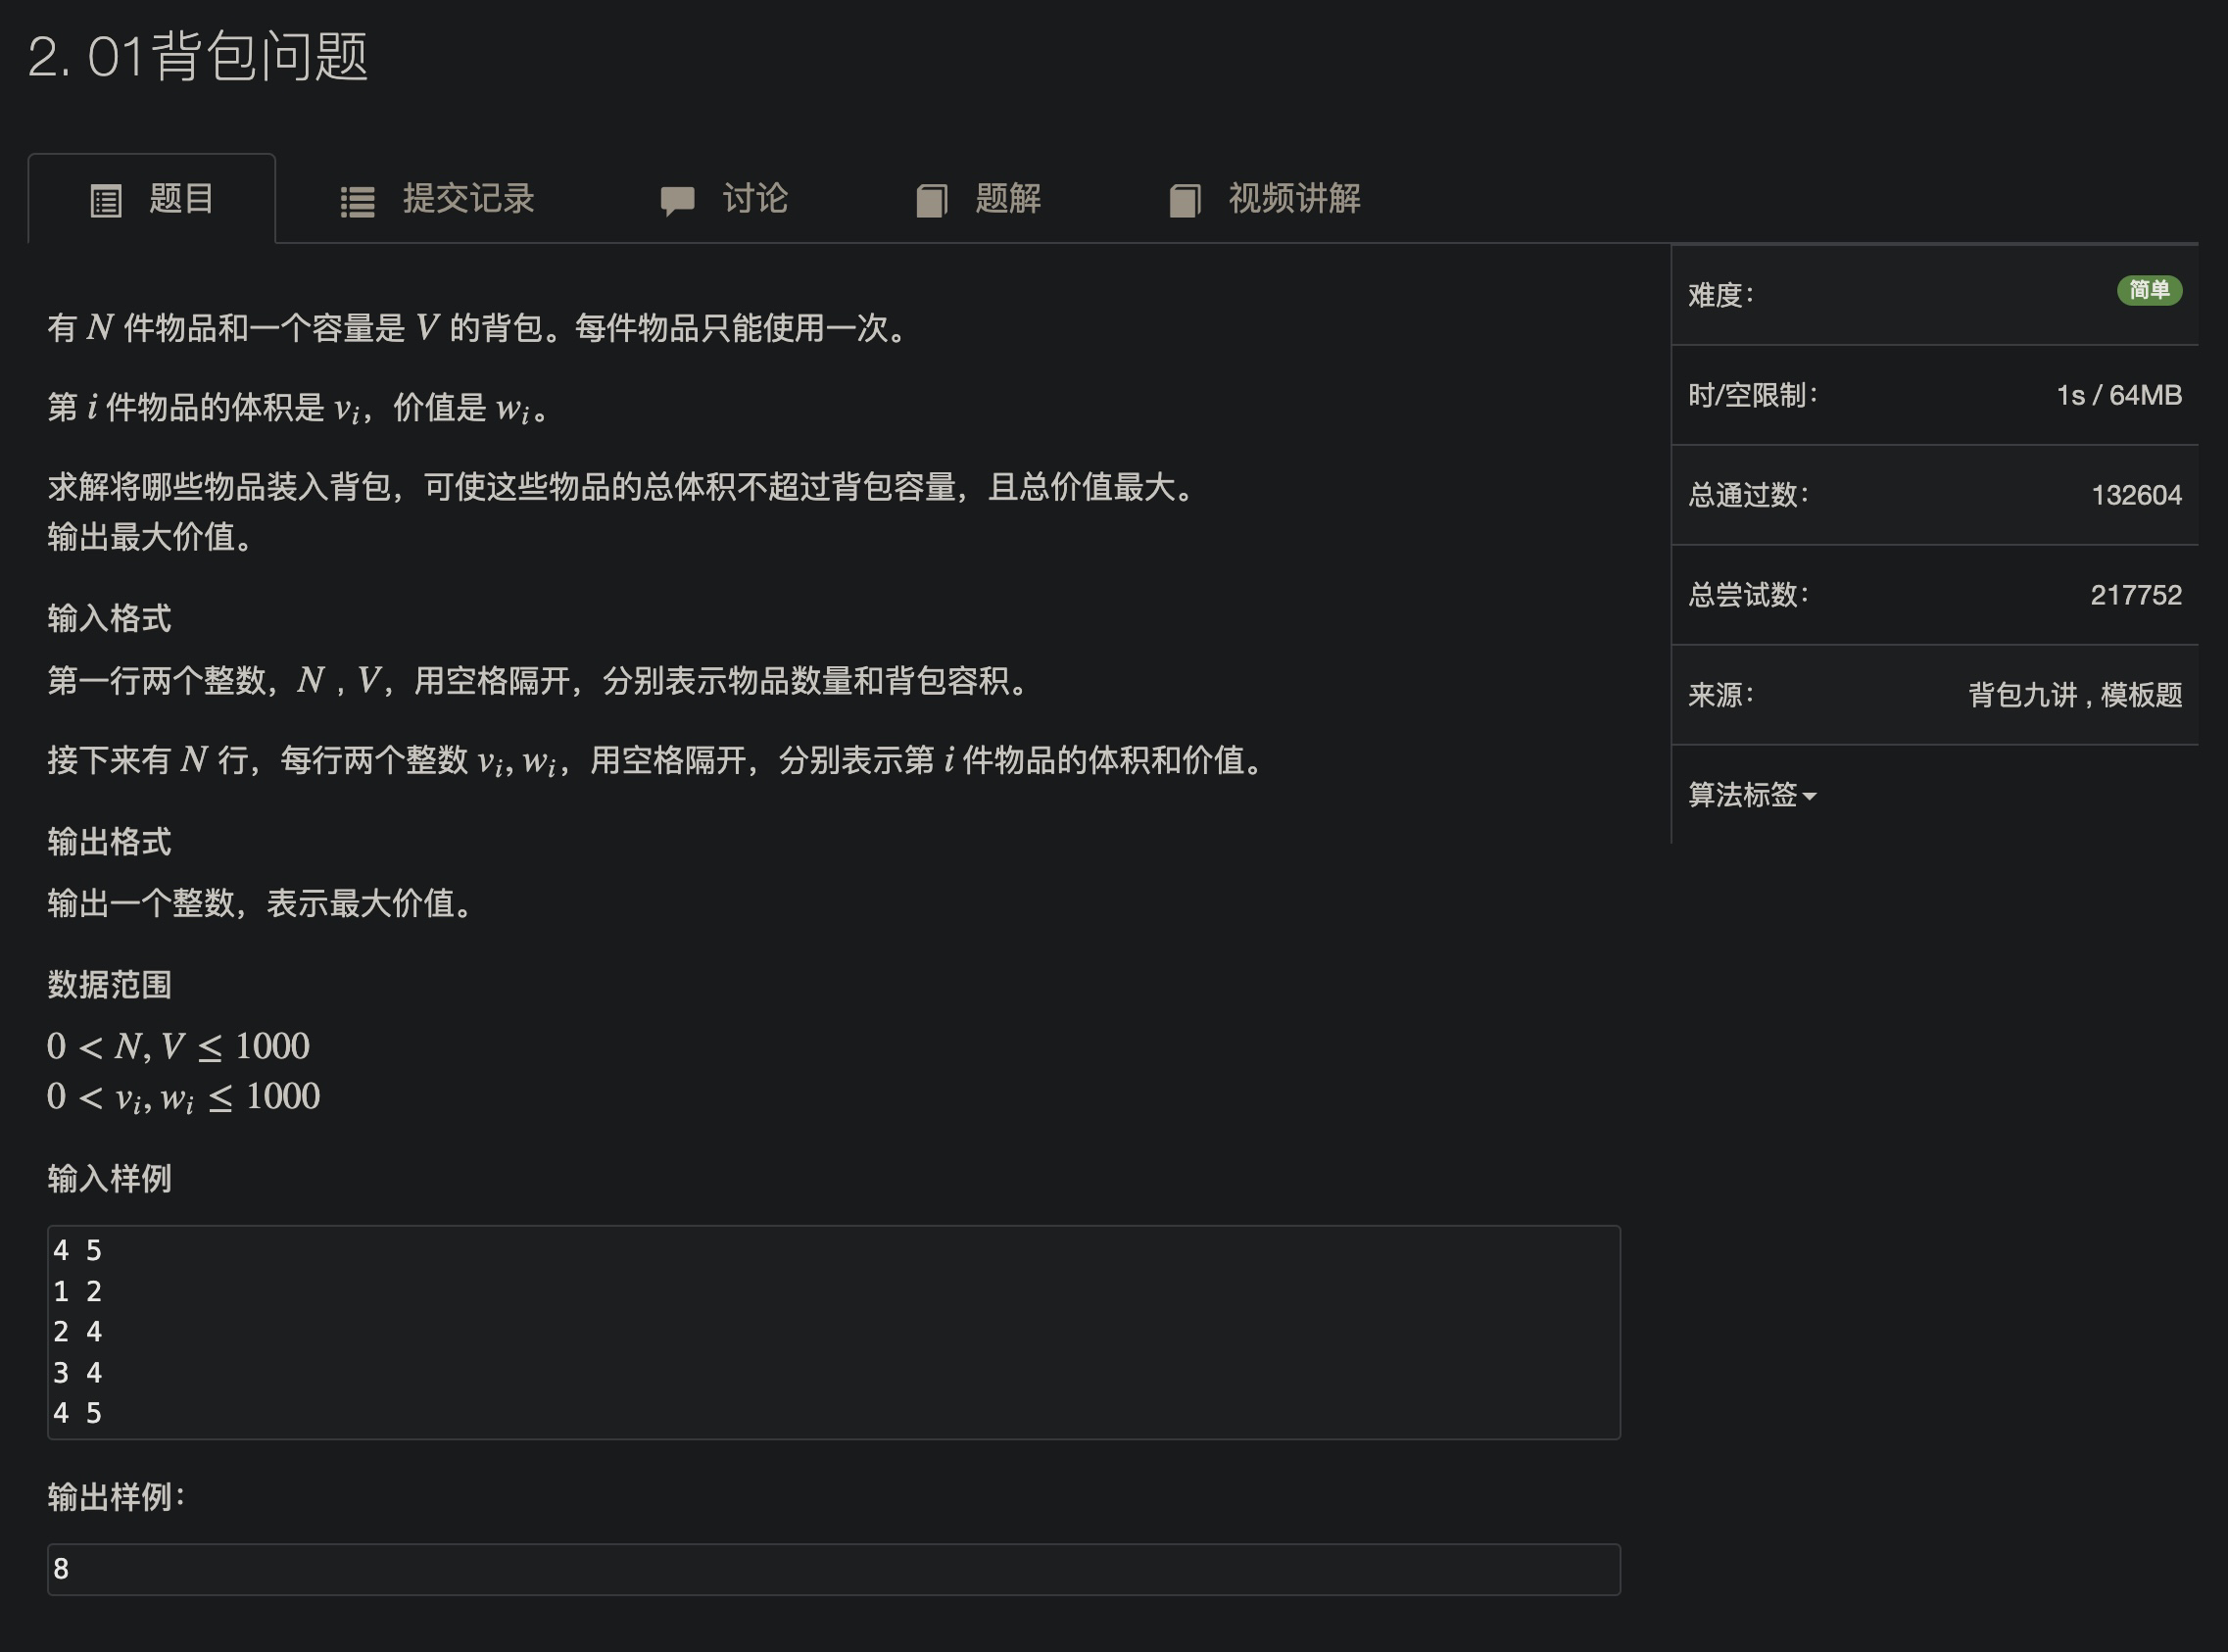 2. 01背包问题
题目 提交记录 讨论 题解 视频讲解
有 N 件物品和一个容量是 V 的背包。每件物品只能使用一次。
第 i 件物品的体积是 vᵢ，价值是 wᵢ。
求解将哪些物品装入背包，可使这些物品的总体积不超过背包容量，且总价值最大。
输出最大价值。
输入格式
第一行两个整数，N，V，用空格隔开，分别表示物品数量和背包容积。
接下来有 N 行，每行两个整数 vᵢ, wᵢ，用空格隔开，分别表示第 i 件物品的体积和价值。
输出格式
输出一个整数，表示最大价值。
数据范围
0 < N, V ≤ 1000
0 < vᵢ, wᵢ ≤ 1000
输入样例
4 5
1 2
2 4
3 4
4 5
输出样例：
8
难度： 简单
时/空限制： 1s / 64MB
总通过数： 132604
总尝试数： 217752
来源： 背包九讲 , 模板题
算法标签